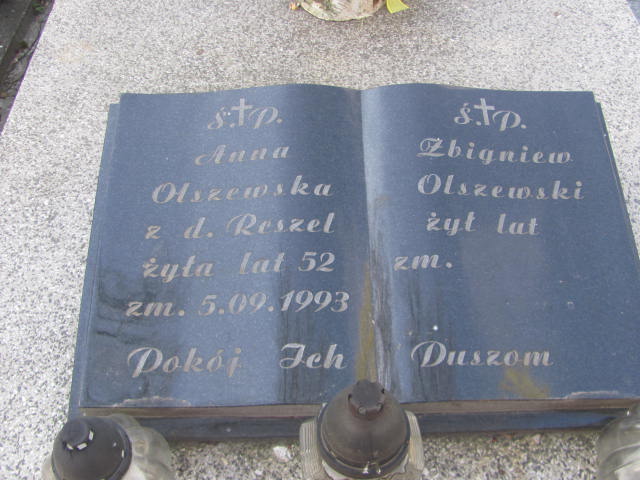 Ś.†P.
Anna
Olszewska
z d. Reszel
żyła lat 52
zm. 5.09.1993
Ś.†P.
Zbigniew
Olszewski
żył lat
zm.
Pokój Ich Duszom